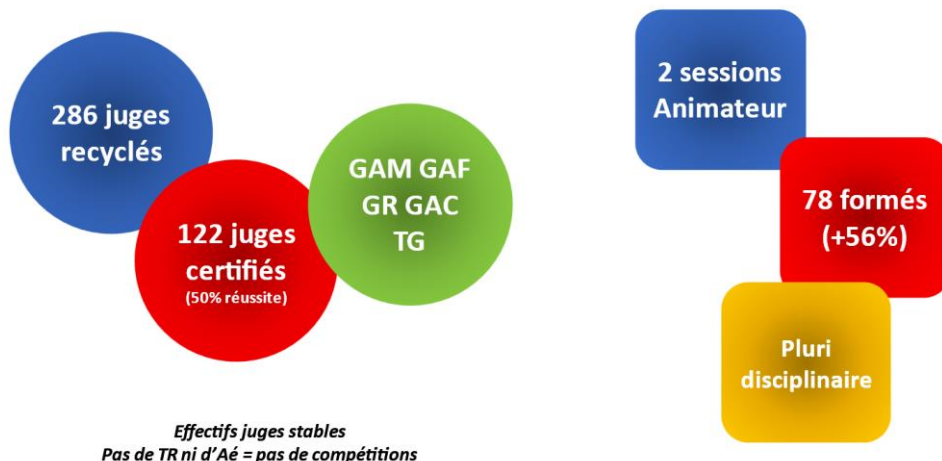 286 juges
recyclés
122 juges
certifiés
(50% réussite)
GAM GAF
GR GAC
TG
Effectifs juges stables
Pas de TR ni d'Aé = pas de compétitions
2 sessions
Animateur
78 formés
(+56%)
Pluri
disciplinaire